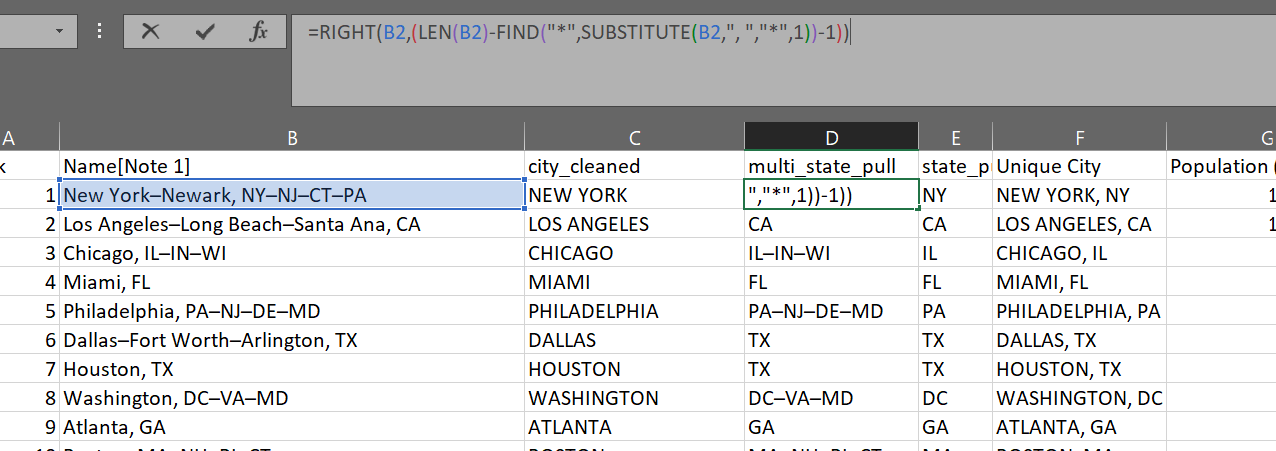 fx =RIGHT(B2,(LEN(B2)-FIND("*",SUBSTITUTE(B2,", ","*",1))-1))
A B C D E F G
k Name[Note 1] city_cleaned multi_state_pull state_p Unique City Population (
1 New York–Newark, NY–NJ–CT–PA NEW YORK ","*",1))-1)) NY NEW YORK, NY 1
2 Los Angeles–Long Beach–Santa Ana, CA LOS ANGELES CA CA LOS ANGELES, CA 1
3 Chicago, IL–IN–WI CHICAGO IL–IN–WI IL CHICAGO, IL
4 Miami, FL MIAMI FL FL MIAMI, FL
5 Philadelphia, PA–NJ–DE–MD PHILADELPHIA PA–NJ–DE–MD PA PHILADELPHIA, PA
6 Dallas–Fort Worth–Arlington, TX DALLAS TX TX DALLAS, TX
7 Houston, TX HOUSTON TX TX HOUSTON, TX
8 Washington, DC–VA–MD WASHINGTON DC–VA–MD DC WASHINGTON, DC
9 Atlanta, GA ATLANTA GA GA ATLANTA, GA